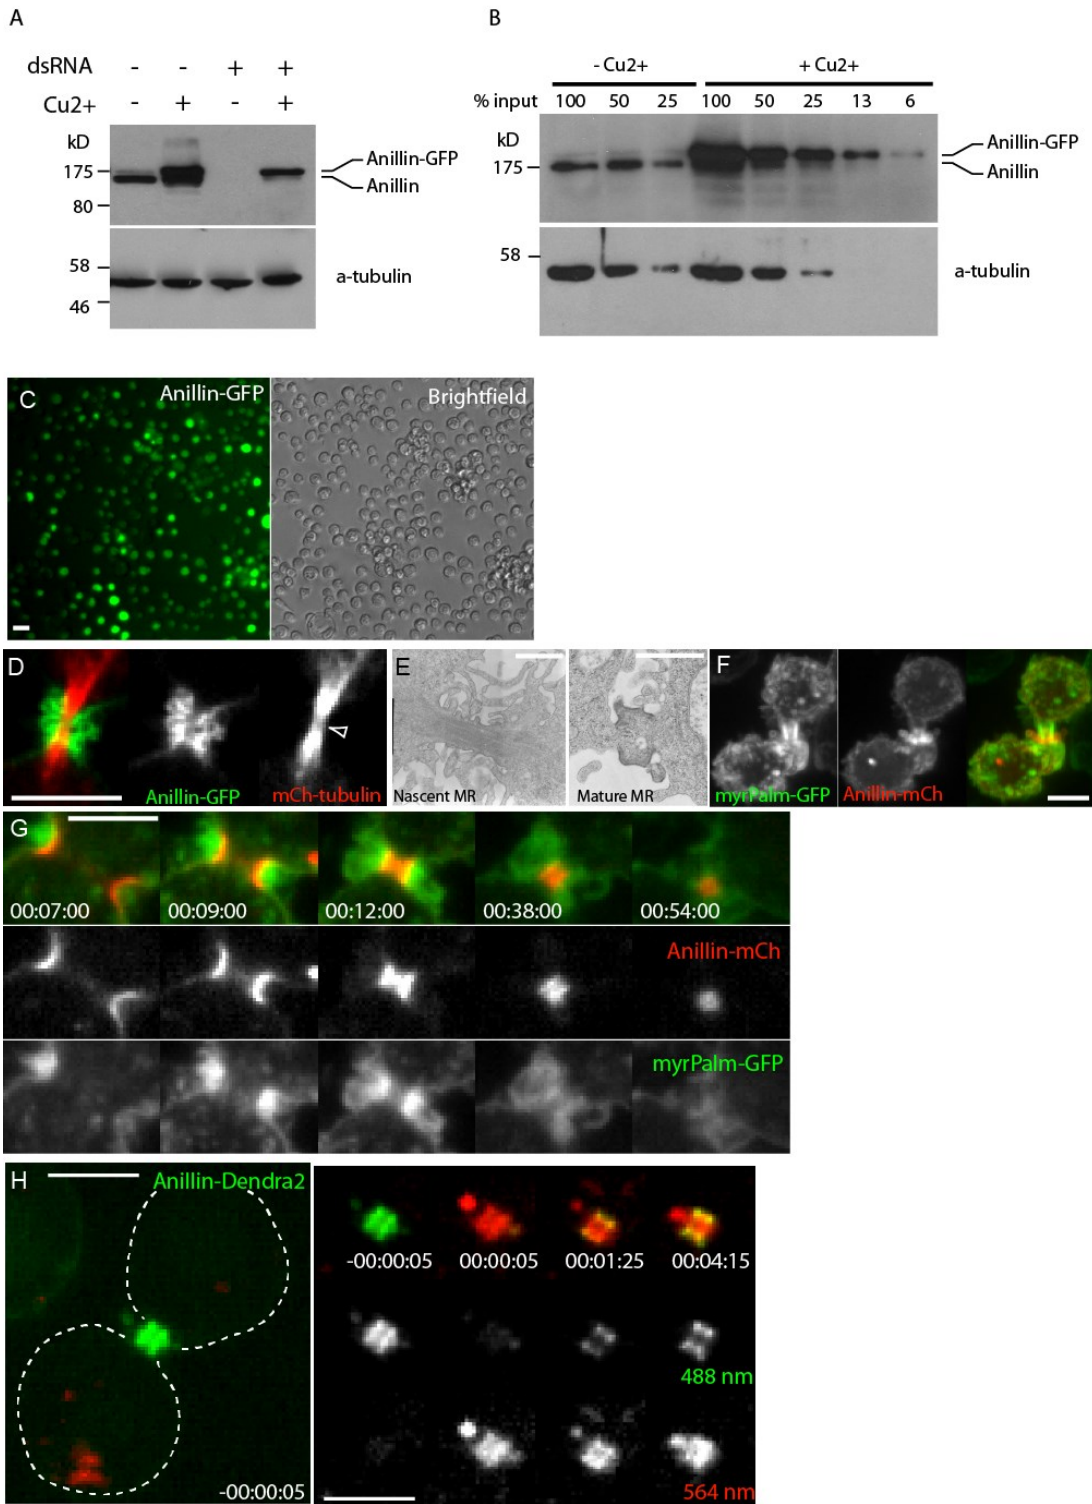 A
dsRNA - - + +
Cu2+ - + - +
kD
175
80
58
46
Anillin-GFP
Anillin
a-tubulin
B
- Cu2+ + Cu2+
% input 100 50 25 100 50 25 13 6
kD
175
58
Anillin-GFP
Anillin
a-tubulin
C Anillin-GFP Brightfield
D
Anillin-GFP mCh-tubulin
E
Nascent MR Mature MR
F
myrPalm-GFP Anillin-mCh
G
00:07:00 00:09:00 00:12:00 00:38:00 00:54:00
Anillin-mCh
myrPalm-GFP
H Anillin-Dendra2
-00:00:05
-00:00:05 00:00:05 00:01:25 00:04:15
488 nm
564 nm